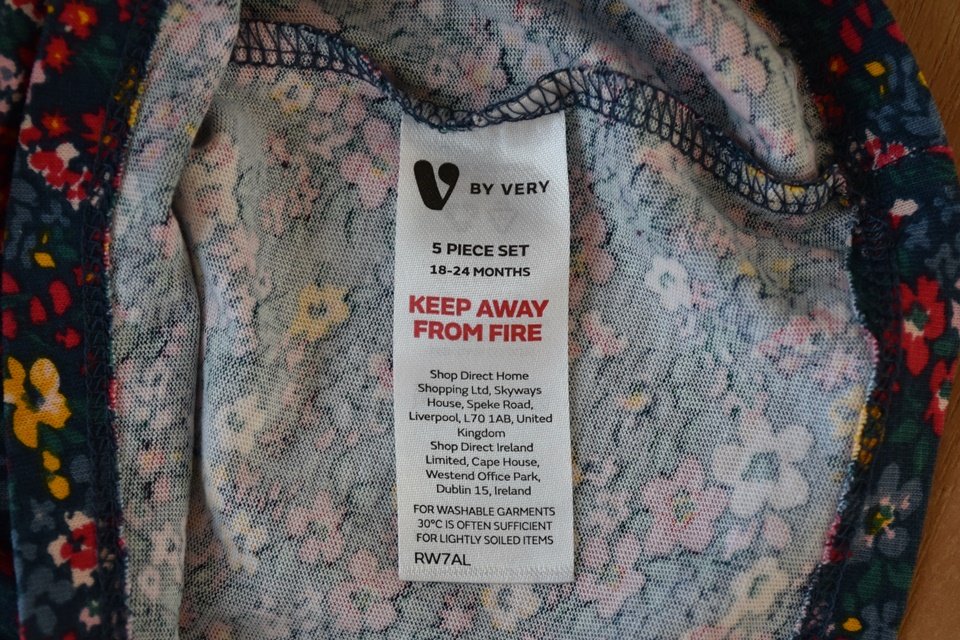 V BY VERY
5 PIECE SET
18-24 MONTHS
KEEP AWAY
FROM FIRE
Shop Direct Home
Shopping Ltd, Skyways
House, Speke Road,
Liverpool, L70 1AB, United
Kingdom
Shop Direct Ireland
Limited, Cape House,
Westend Office Park,
Dublin 15, Ireland
FOR WASHABLE GARMENTS
30°C IS OFTEN SUFFICIENT
FOR LIGHTLY SOILED ITEMS
RW7AL